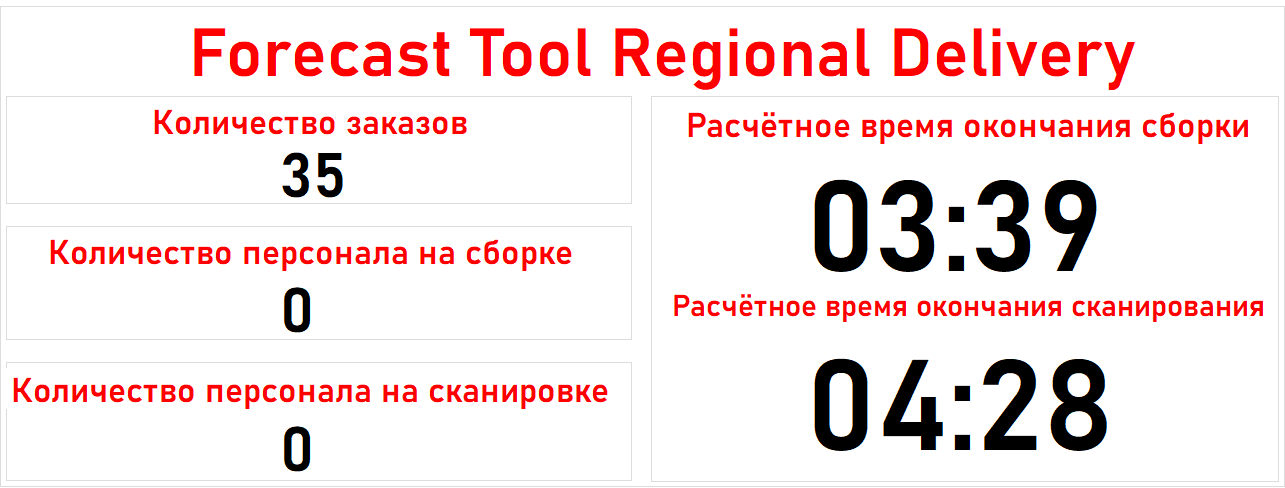 Forecast Tool Regional Delivery
Количество заказов
35
Количество персонала на сборке
0
Количество персонала на сканировке
0
Расчётное время окончания сборки
03:39
Расчётное время окончания сканирования
04:28